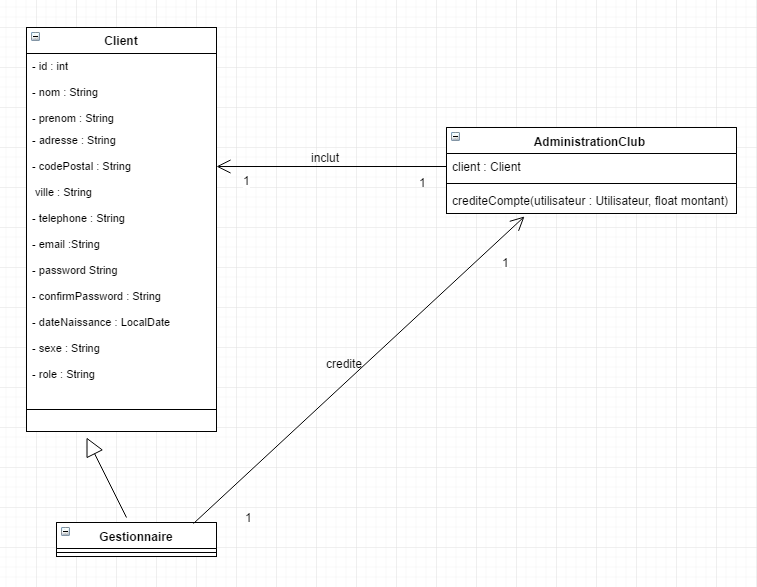 Client
- id : int
- nom : String
- prenom : String
- adresse : String
- codePostal : String
ville : String
- telephone : String
- email :String
- password String
- confirmPassword : String
- dateNaissance : LocalDate
- sexe : String
- role : String
inclut
1
1
AdministrationClub
client : Client
crediteCompte(utilisateur : Utilisateur, float montant)
1
credite
1
Gestionnaire